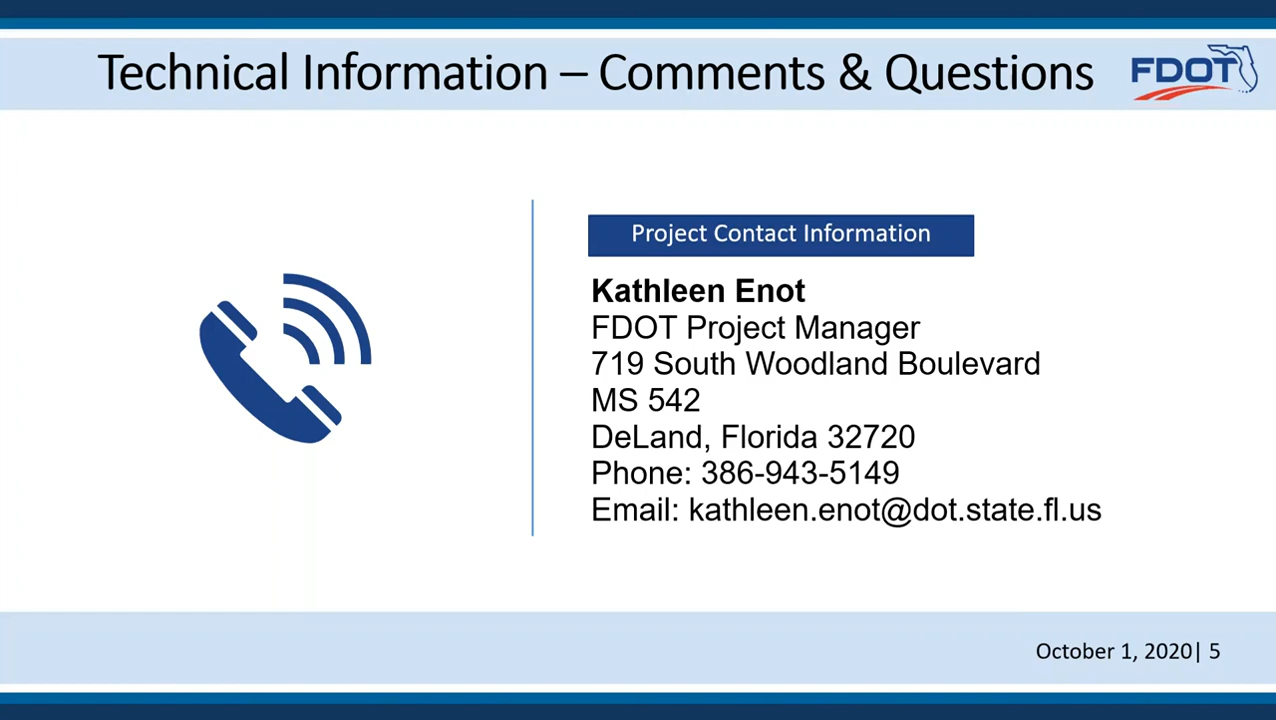 Technical Information – Comments & Questions
FDOT
Project Contact Information
Kathleen Enot
FDOT Project Manager
719 South Woodland Boulevard
MS 542
DeLand, Florida 32720
Phone: 386-943-5149
Email: kathleen.enot@dot.state.fl.us
October 1, 2020| 5